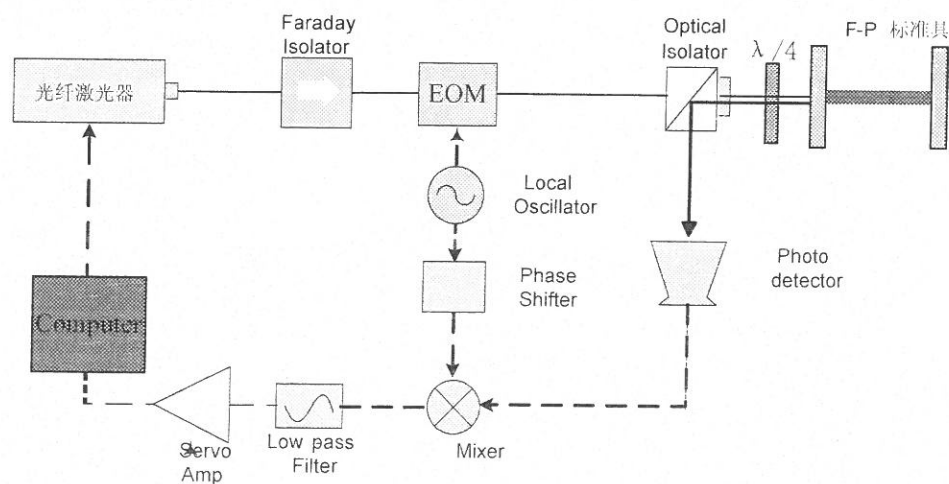 Faraday
Isolator
Optical
Isolator
λ/4
F-P 标准具
光纤激光器
EOM
Local
Oscillator
Phase
Shifter
Photo
detector
Computer
Servo
Amp
Low pass
Filter
Mixer